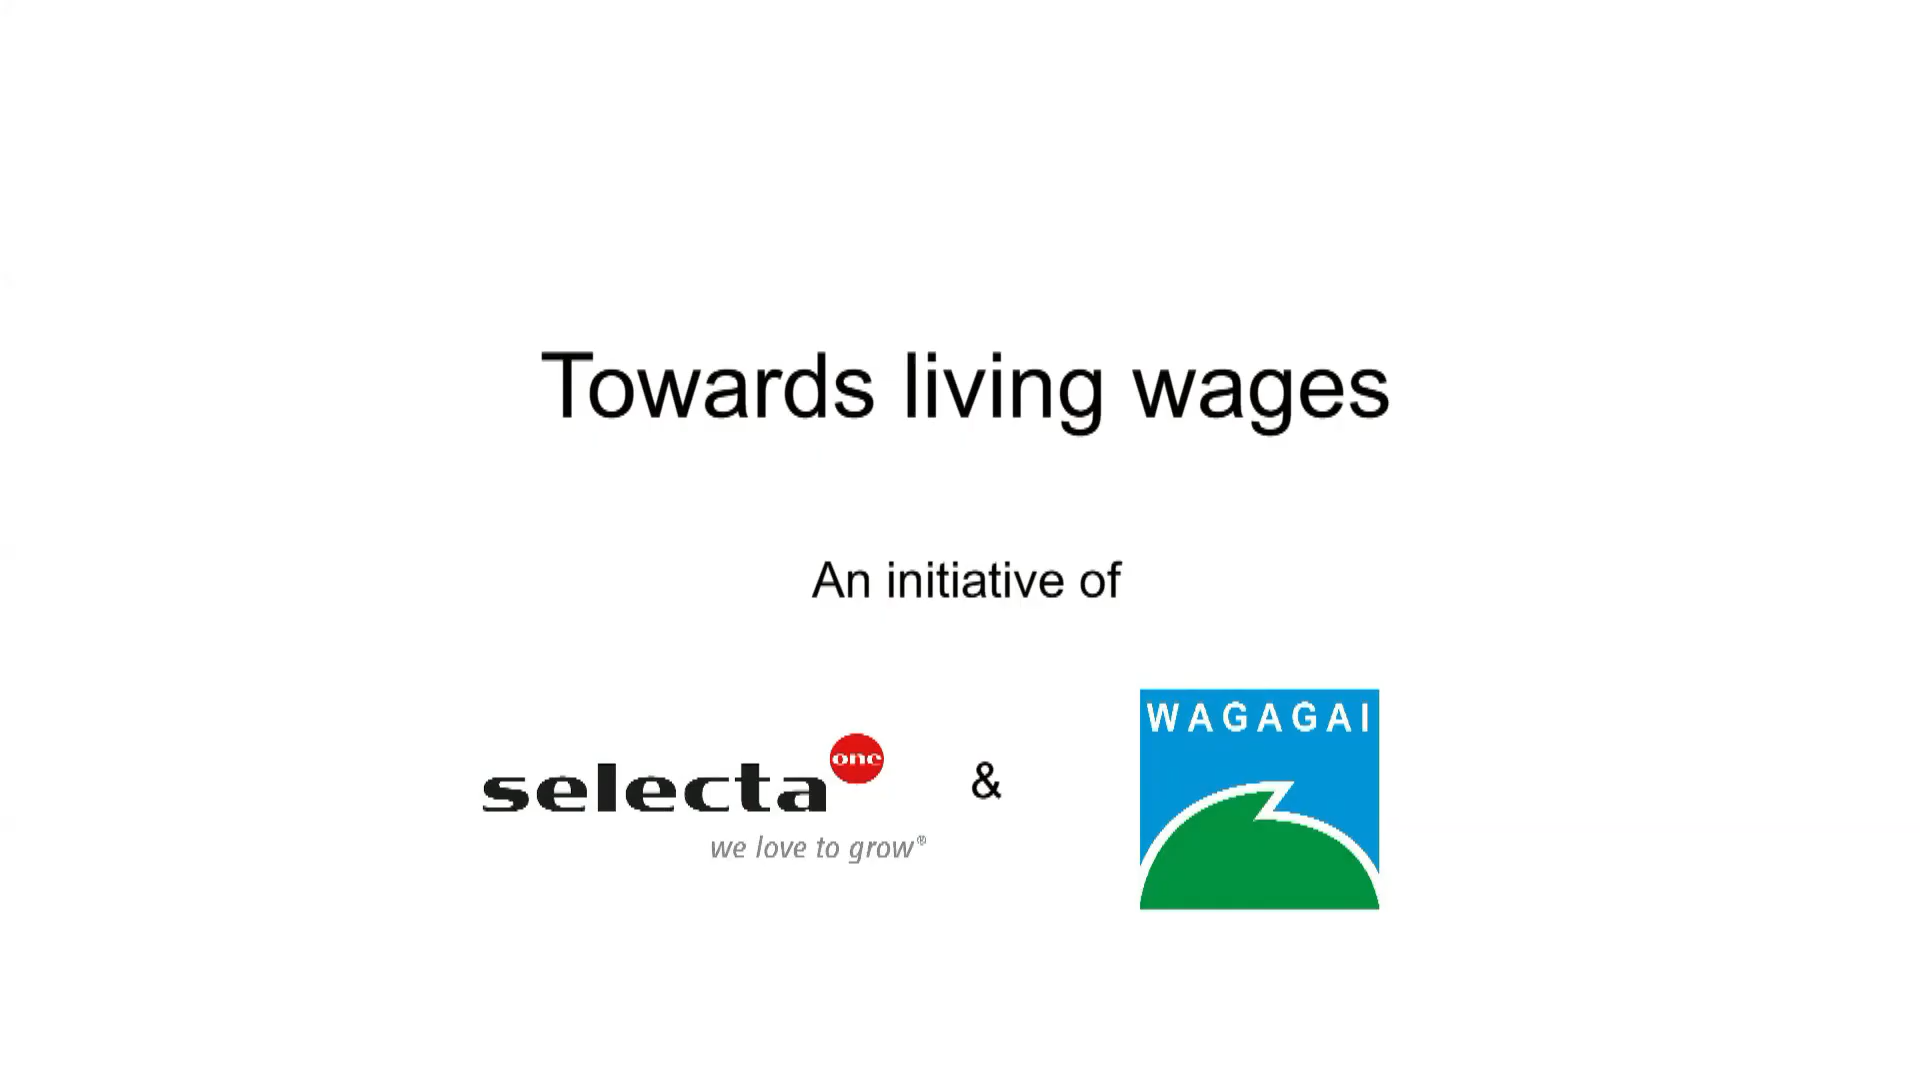 Towards living wages
An initiative of
selecta one
we love to grow®
&
WAGAGAI